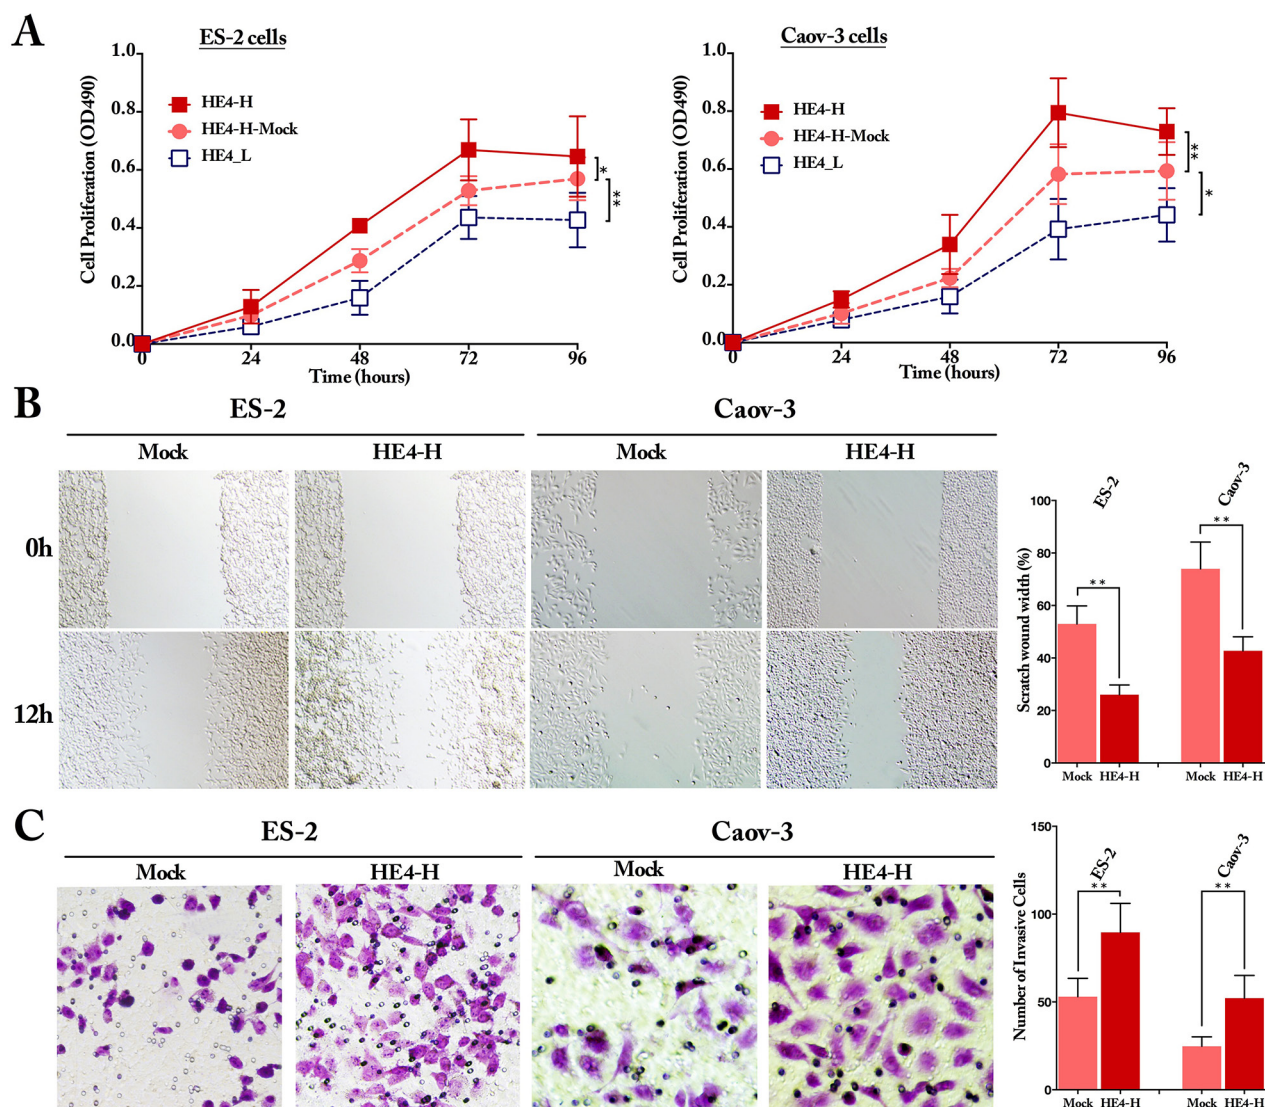 A
ES-2 cells
Cell Proliferation (OD490)
1.0
0.8
0.6
0.4
0.2
0.0
HE4-H
HE4-H-Mock
HE4_L
*
**
0 24 48 72 96
Time (hours)
Caov-3 cells
Cell Proliferation (OD490)
1.0
0.8
0.6
0.4
0.2
0.0
HE4-H
HE4-H-Mock
HE4_L
**
*
0 24 48 72 96
Time (hours)
B
ES-2 Caov-3
Mock HE4-H Mock HE4-H
0h
12h
Scratch wound width (%)
100
80
60
40
20
0
ES-2
Caov-3
**
**
Mock HE4-H Mock HE4-H
C
ES-2 Caov-3
Mock HE4-H Mock HE4-H
Number of Invasive Cells
150
100
50
0
ES-2
Caov-3
**
**
Mock HE4-H Mock HE4-H